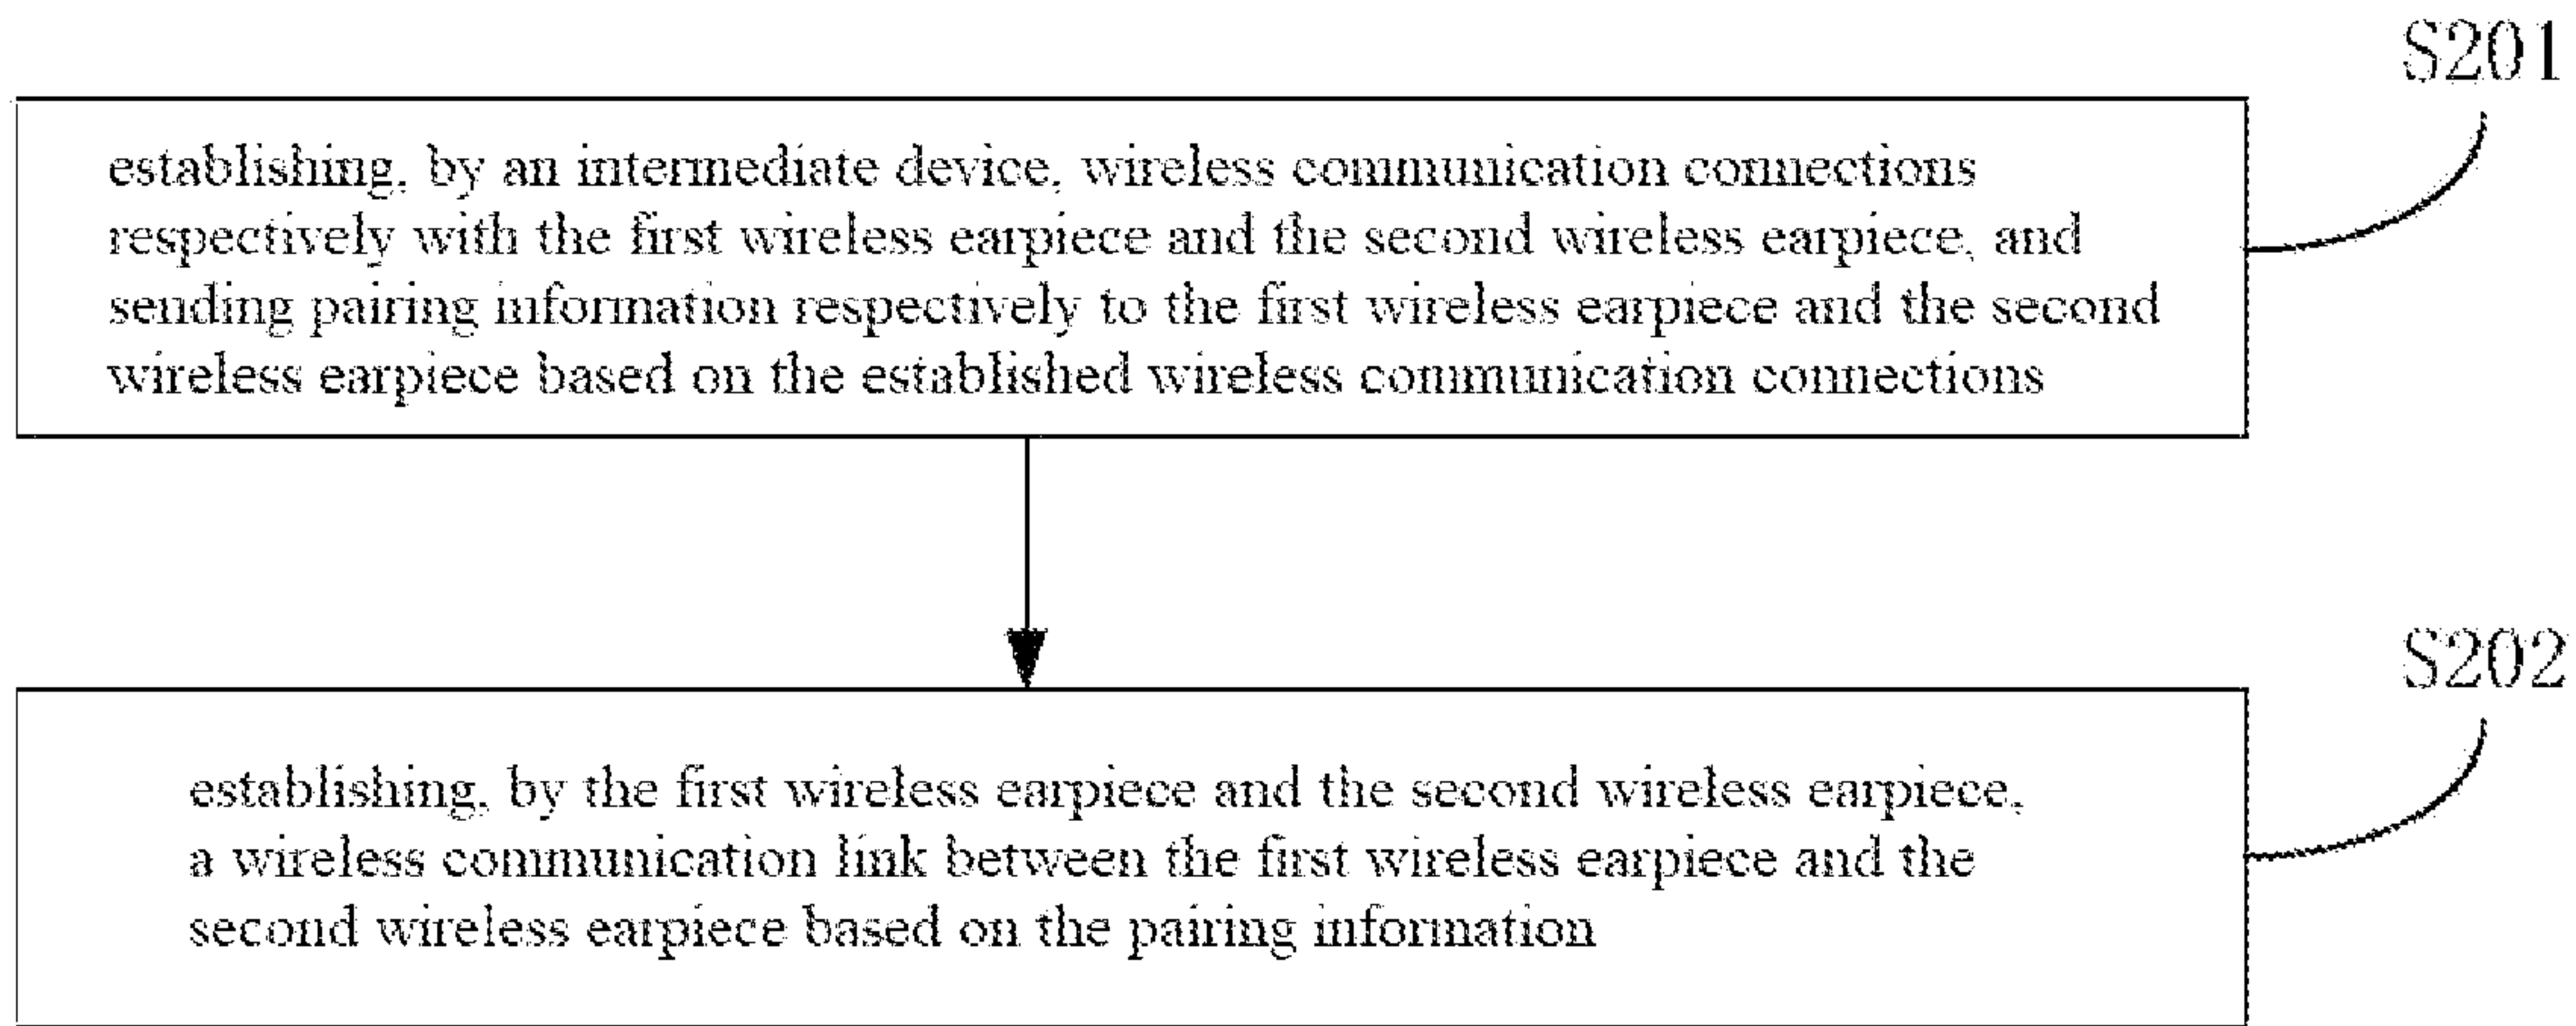 S201
establishing, by an intermediate device, wireless communication connections
respectively with the first wireless earpiece and the second wireless earpiece, and
sending pairing information respectively to the first wireless earpiece and the second
wireless earpiece based on the established wireless communication connections
S202
establishing, by the first wireless earpiece and the second wireless earpiece,
a wireless communication link between the first wireless earpiece and the
second wireless earpiece based on the pairing information